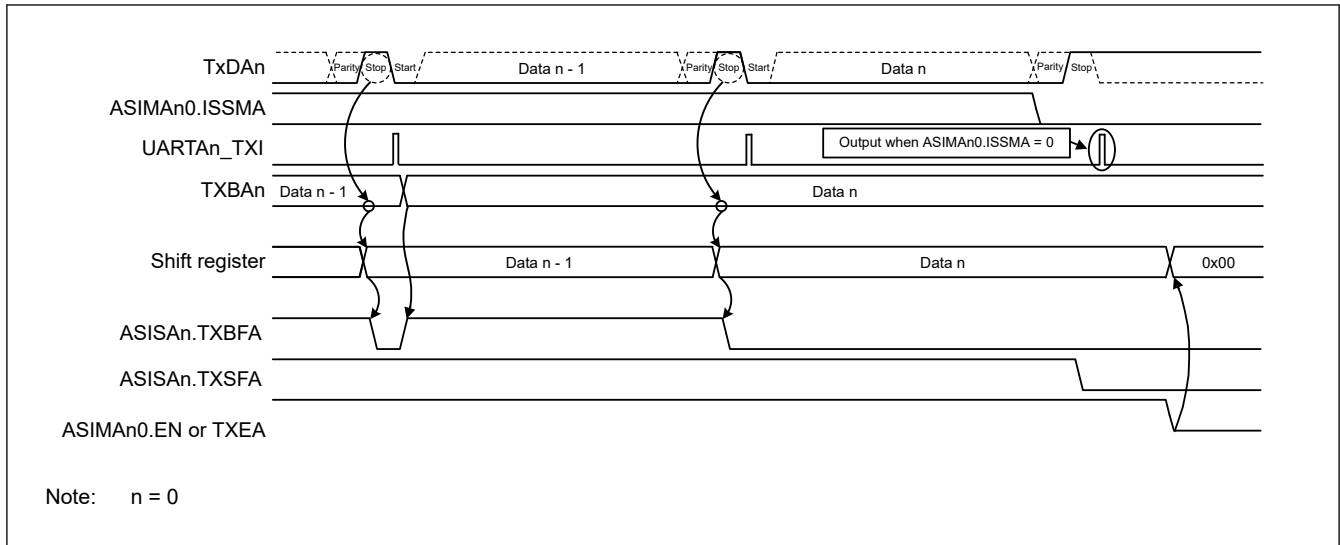 TxDAn Parity Stop Start Data n - 1 Parity Stop Start Data n Parity Stop
ASIMAn0.ISSMA
UARTAn_TXI Output when ASIMAn0.ISSMA = 0
TXBAn Data n - 1 Data n
Shift register Data n - 1 Data n 0x00
ASISAn.TXBFA
ASISAn.TXSFA
ASIMAn0.EN or TXEA
Note: n = 0